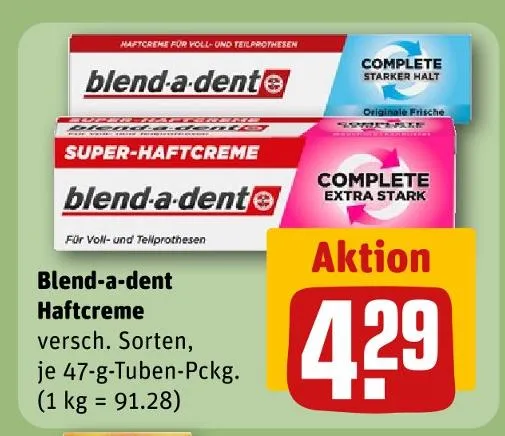 HAFTCREME FÜR VOLL- UND TEILPROTHESEN
blend-a-dent
COMPLETE
STARKER HALT
Originale Frische
blend-a-dent
SUPER-HAFTCREME
blend-a-dent
COMPLETE
EXTRA STARK
Für Voll- und Teilprothesen
Aktion
4.29
Blend-a-dent
Haftcreme
versch. Sorten,
je 47-g-Tuben-Pckg.
(1 kg = 91.28)